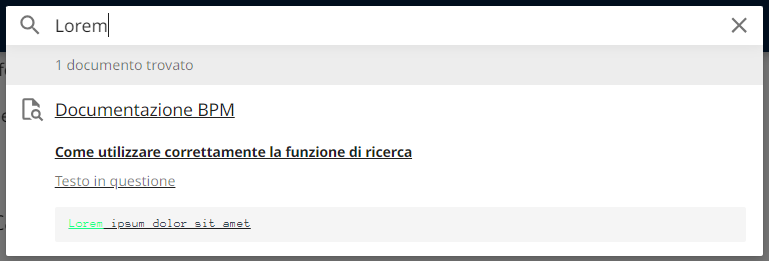 Lorem
1 documento trovato
Documentazione BPM
Come utilizzare correttamente la funzione di ricerca
Testo in questione
Lorem ipsum dolor sit amet